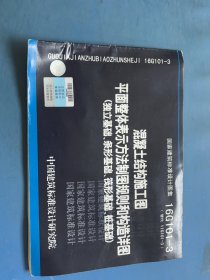 GUOJIAJIANZHUBIAOZHUNSHEJI 16G101-3
国家建筑标准设计图集 16G101-3
混凝土结构施工图
平面整体表示方法制图规则和构造详图
(独立基础、条形基础、筏形基础、桩基础)
中国建筑标准设计研究院